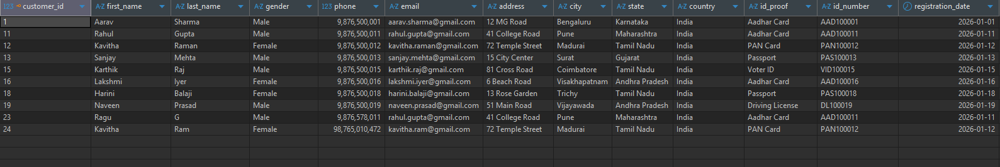 123 customer_id A-Z first_name A-Z last_name A-Z gender 123 phone A-Z email A-Z address A-Z city A-Z state A-Z country A-Z id_proof A-Z id_number registration_date
1 Aarav Sharma Male 9,876,500,001 aarav.sharma@gmail.com 12 MG Road Bengaluru Karnataka India Aadhar Card AAD100001 2026-01-01
11 Rahul Gupta Male 9,876,500,011 rahul.gupta@gmail.com 41 College Road Pune Maharashtra India Aadhar Card AAD100011 2026-01-11
12 Kavitha Raman Female 9,876,500,012 kavitha.raman@gmail.com 72 Temple Street Madurai Tamil Nadu India PAN Card PAN100012 2026-01-12
13 Sanjay Mehta Male 9,876,500,013 sanjay.mehta@gmail.com 15 City Center Surat Gujarat India Passport PAS100013 2026-01-13
15 Karthik Raj Male 9,876,500,015 karthik.raj@gmail.com 81 Cross Road Coimbatore Tamil Nadu India Voter ID VID100015 2026-01-15
16 Lakshmi Iyer Female 9,876,500,016 lakshmi.iyer@gmail.com 6 Beach Road Visakhapatnam Andhra Pradesh India Aadhar Card AAD100016 2026-01-16
18 Harini Balaji Female 9,876,500,018 harini.balaji@gmail.com 13 Rose Garden Trichy Tamil Nadu India Passport PAS100018 2026-01-18
19 Naveen Prasad Male 9,876,500,019 naveen.prasad@gmail.com 51 Main Road Vijayawada Andhra Pradesh India Driving License DL100019 2026-01-19
23 Ragu G Male 9,876,578,011 rahul.gupta@gmail.com 41 College Road Pune Maharashtra India Aadhar Card AAD100011 2026-01-11
24 Kavitha Ram Female 98,765,010,472 kavitha.ram@gmail.com 72 Temple Street Madurai Tamil Nadu India PAN Card PAN100012 2026-01-12